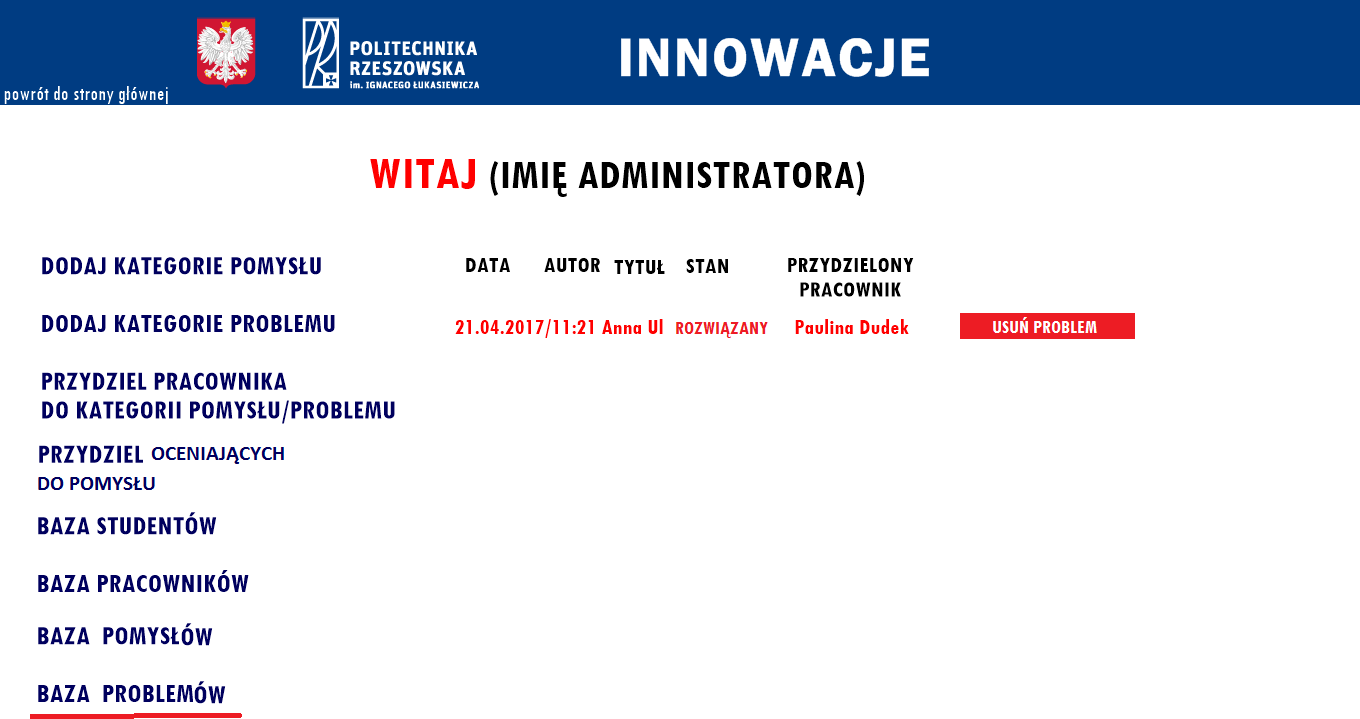 powrót do strony głównej
POLITECHNIKA
RZESZOWSKA
im. IGNACEGO ŁUKASIEWICZA
INNOWACJE
WITAJ (IMIĘ ADMINISTRATORA)
DODAJ KATEGORIE POMYSŁU
DODAJ KATEGORIE PROBLEMU
PRZYDZIEL PRACOWNIKA
DO KATEGORII POMYSŁU/PROBLEMU
PRZYDZIEL OCENIAJĄCYCH
DO POMYSŁU
BAZA STUDENTÓW
BAZA PRACOWNIKÓW
BAZA POMYSŁÓW
BAZA PROBLEMÓW
DATA AUTOR TYTUŁ STAN PRZYDZIELONY
PRACOWNIK
21.04.2017/11:21 Anna Ul ROZWIĄZANY Paulina Dudek USUŃ PROBLEM